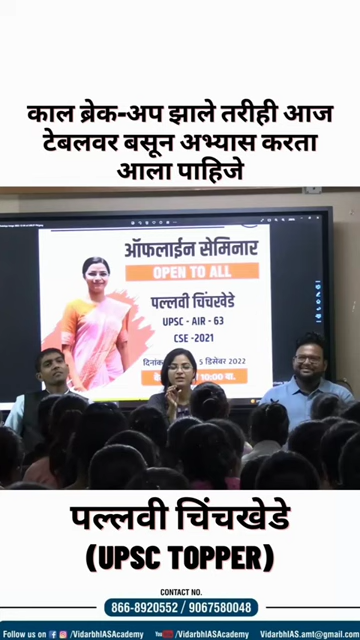 काल ब्रेक-अप झाले तरीही आज
टेबलवर बसून अभ्यास करता
आला पाहिजे
ऑफलाईन सेमिनार
OPEN TO ALL
पल्लवी चिंचखेडे
UPSC - AIR - 63
CSE -2021
5 डिसेंबर 2022
10:00 वा.
पल्लवी चिंचखेडे
(UPSC TOPPER)
CONTACT NO.
866-8920552 / 9067580048
Follow us on /VidarbhIASAcademy /VidarbhIASAcademy /VidarbhIAS.amt@gmail.com